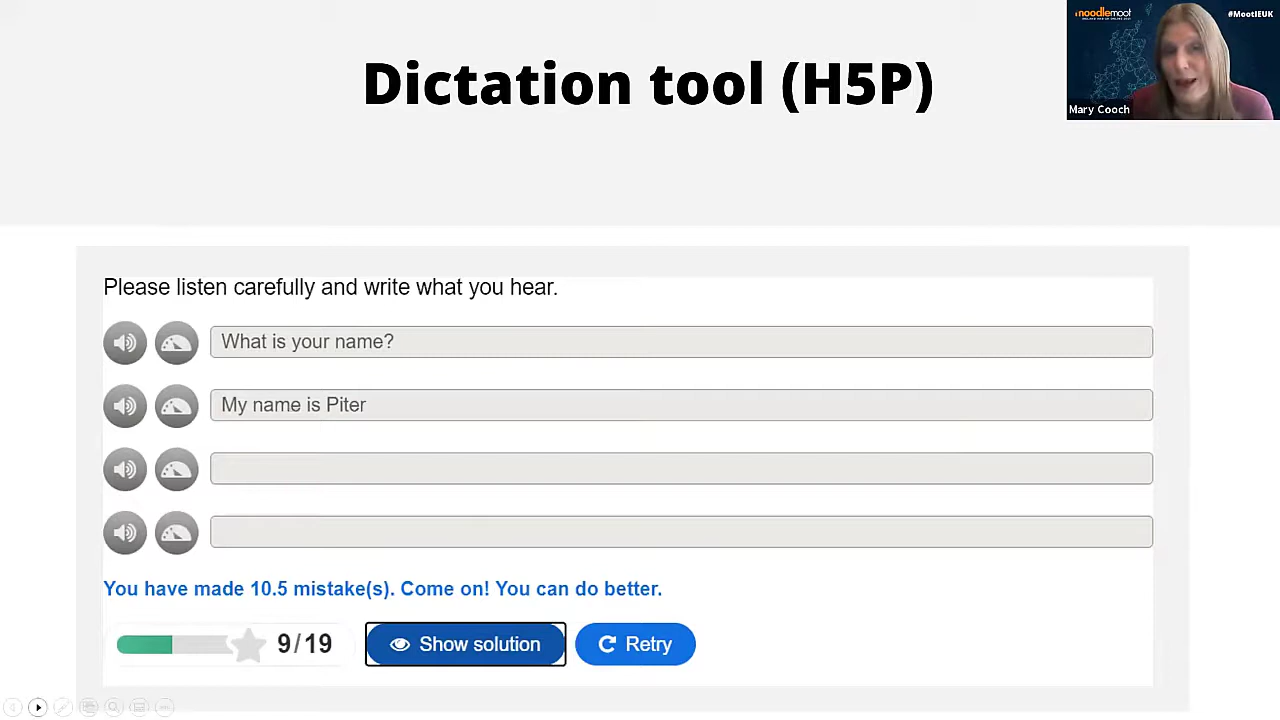 Dictation tool (H5P)
noodlemoot
#MootIEUK
Mary Cooch
Please listen carefully and write what you hear.
What is your name?
My name is Piter
You have made 10.5 mistake(s). Come on! You can do better.
9/19
Show solution
Retry